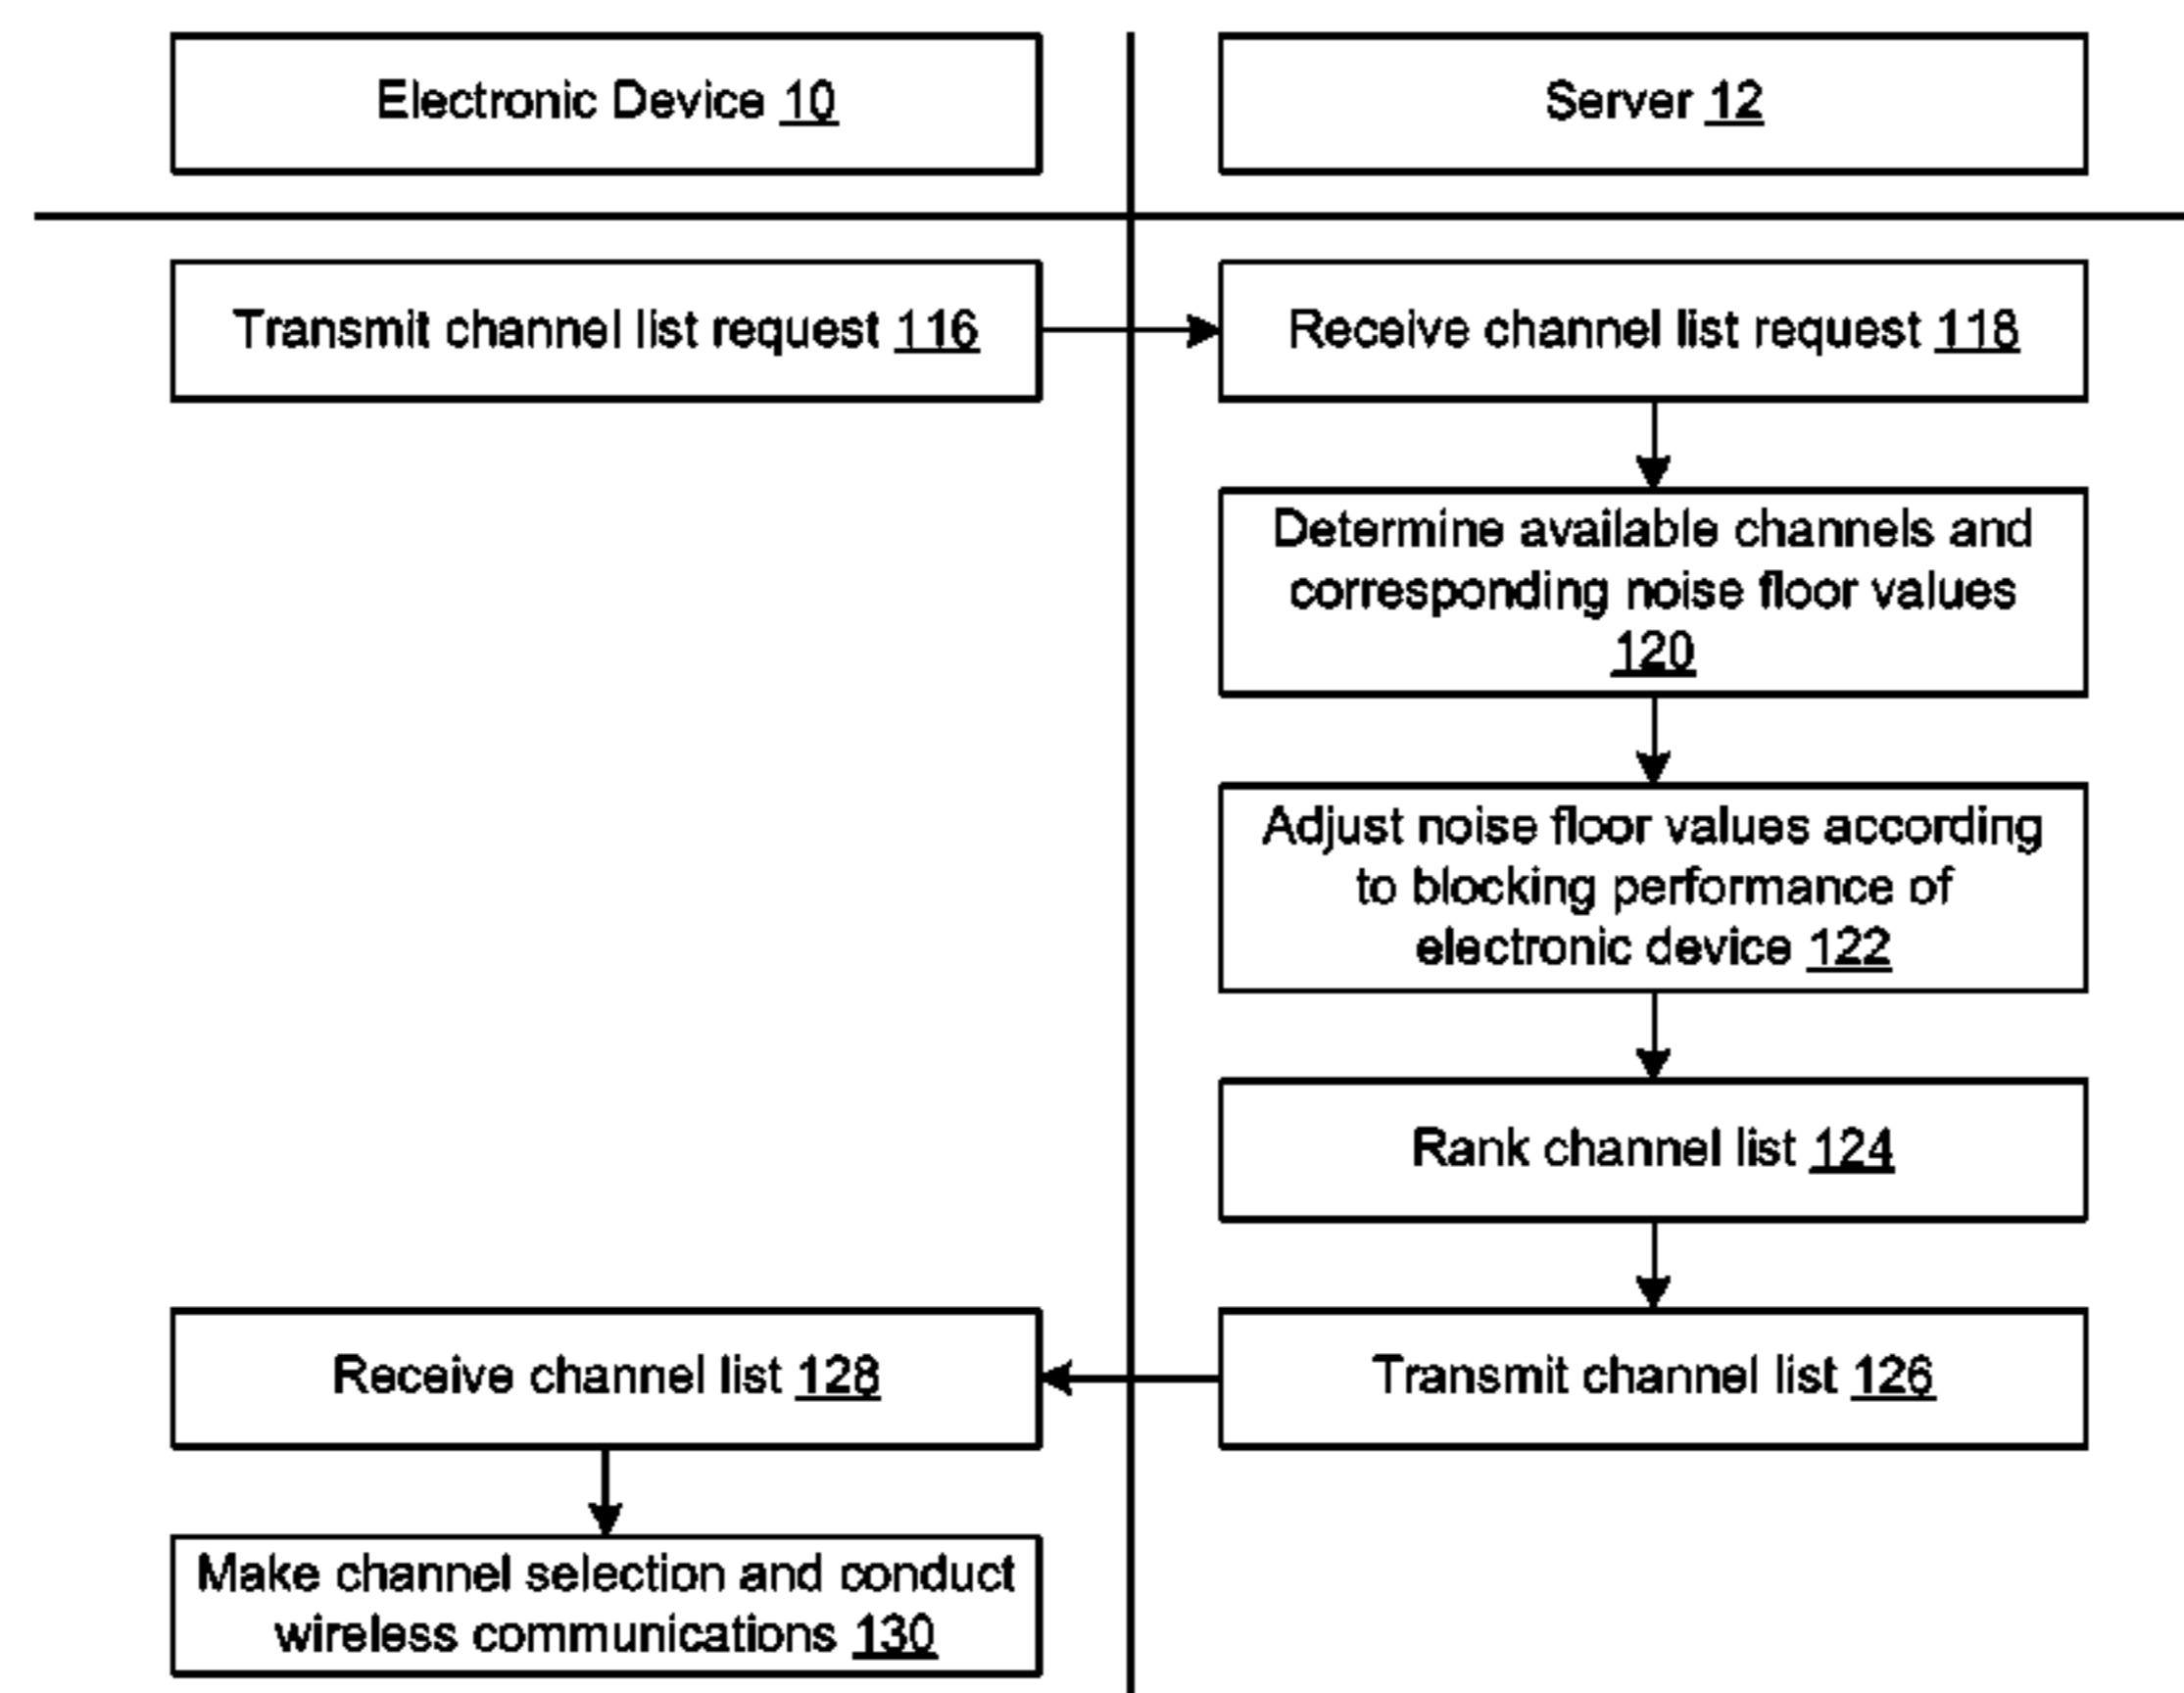 Electronic Device 10
Server 12
Transmit channel list request 116
Receive channel list request 118
Determine available channels and
corresponding noise floor values
120
Adjust noise floor values according
to blocking performance of
electronic device 122
Rank channel list 124
Receive channel list 128
Transmit channel list 126
Make channel selection and conduct
wireless communications 130